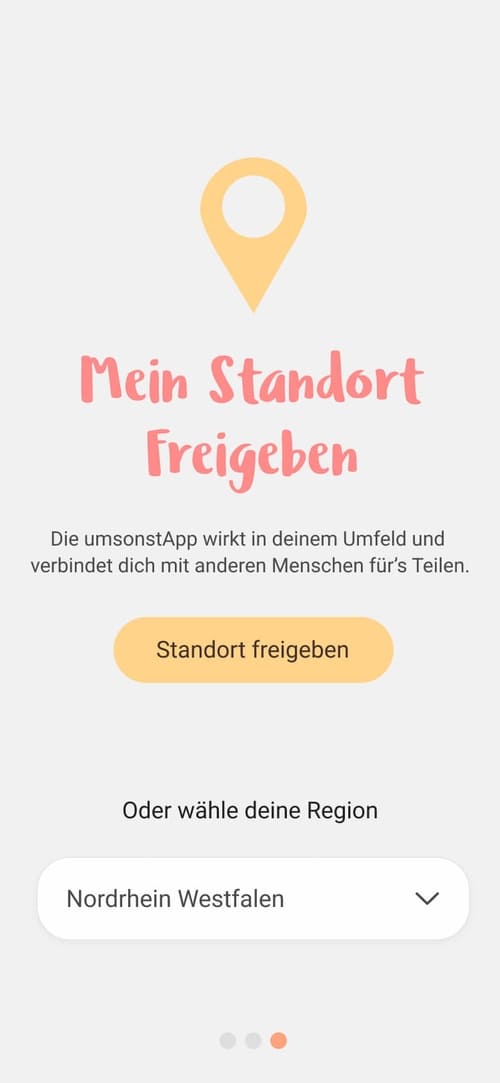 Mein Standort
Freigeben
Die umsonstApp wirkt in deinem Umfeld und
verbindet dich mit anderen Menschen für’s Teilen.
Standort freigeben
Oder wähle deine Region
Nordrhein Westfalen